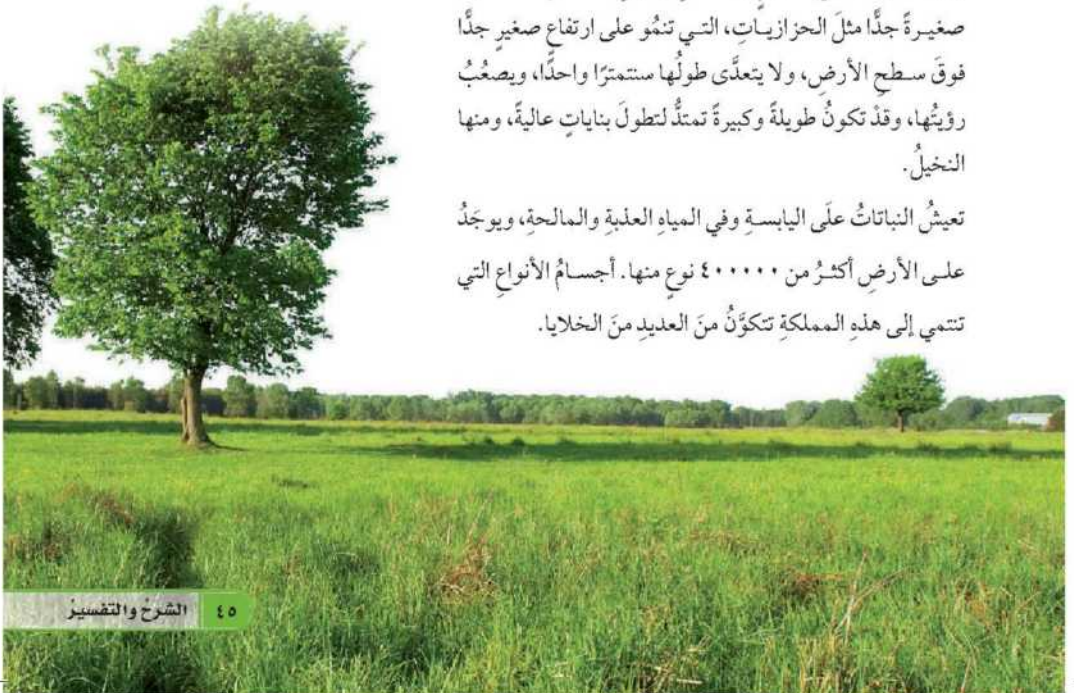 صغيرةً جدًّا مثلَ الحزازياتِ، التي تنمُو على ارتفاعٍ صغيرٍ جدًّا
فوقَ سطحِ الأرضِ، ولا يتعدَّى طولُها سنتمترًا واحدًا، ويصعُبُ
رؤيتُها، وقدْ تكونُ طويلةً وكبيرةً تمتدُّ لتطولَ بناياتٍ عاليةً، ومنها
النخيلُ.
تعيشُ النباتاتُ علَى اليابسةِ وفي المياهِ العذبةِ والمالحةِ، ويوجَدُ
على الأرضِ أكثرُ من ٤٠٠٠٠٠ نوعٍ منها. أجسامُ الأنواعِ التي
تنتمي إلى هذهِ المملكةِ تتكوَّنُ منَ العديدِ منَ الخلايا.
٤٥ الشرحُ والتفسيرُ